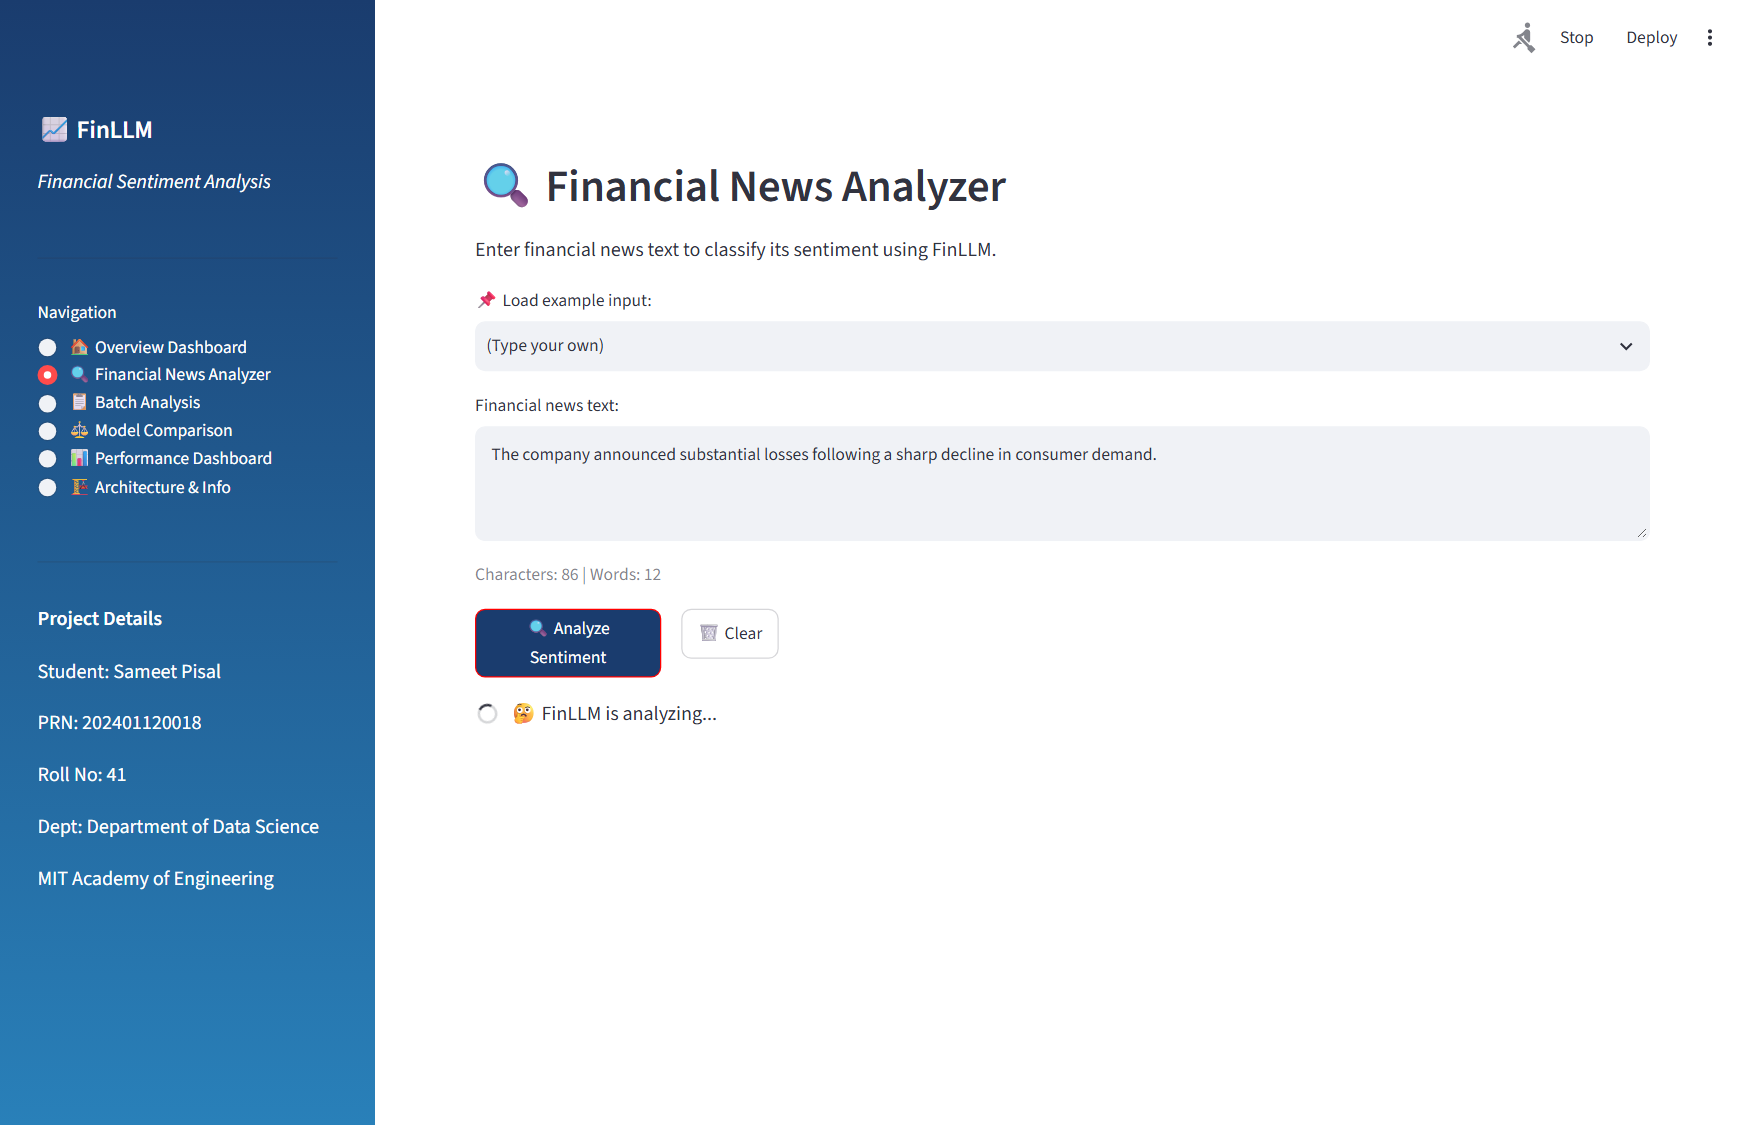 Stop
Deploy
FinLLM
Financial Sentiment Analysis
Navigation
Overview Dashboard
Financial News Analyzer
Batch Analysis
Model Comparison
Performance Dashboard
Architecture & Info
Project Details
Student: Sameet Pisal
PRN: 202401120018
Roll No: 41
Dept: Department of Data Science
MIT Academy of Engineering
Financial News Analyzer
Enter financial news text to classify its sentiment using FinLLM.
Load example input:
(Type your own)
Financial news text:
The company announced substantial losses following a sharp decline in consumer demand.
Characters: 86 | Words: 12
Analyze
Sentiment
Clear
FinLLM is analyzing...